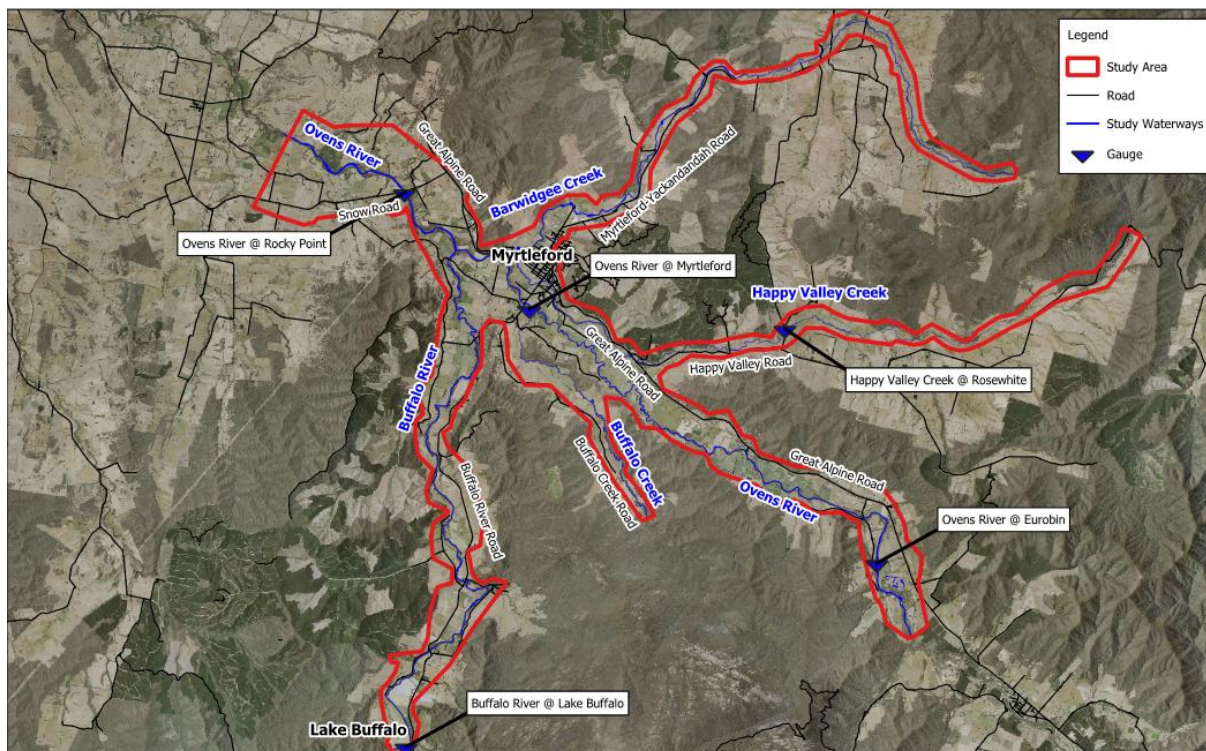 Legend
Study Area
Road
Study Waterways
Gauge
Ovens River
Great Alpine Road
Barwidgee Creek
Myrtleford-Yackandandah Road
Snow Road
Ovens River @ Rocky Point
Myrtleford
Ovens River @ Myrtleford
Happy Valley Creek
Great Alpine Road
Happy Valley Road
Happy Valley Creek @ Rosewhite
Buffalo River
Buffalo Creek
Buffalo Creek Road
Buffalo River Road
Great Alpine Road
Ovens River
Ovens River @ Eurobin
Buffalo River @ Lake Buffalo
Lake Buffalo